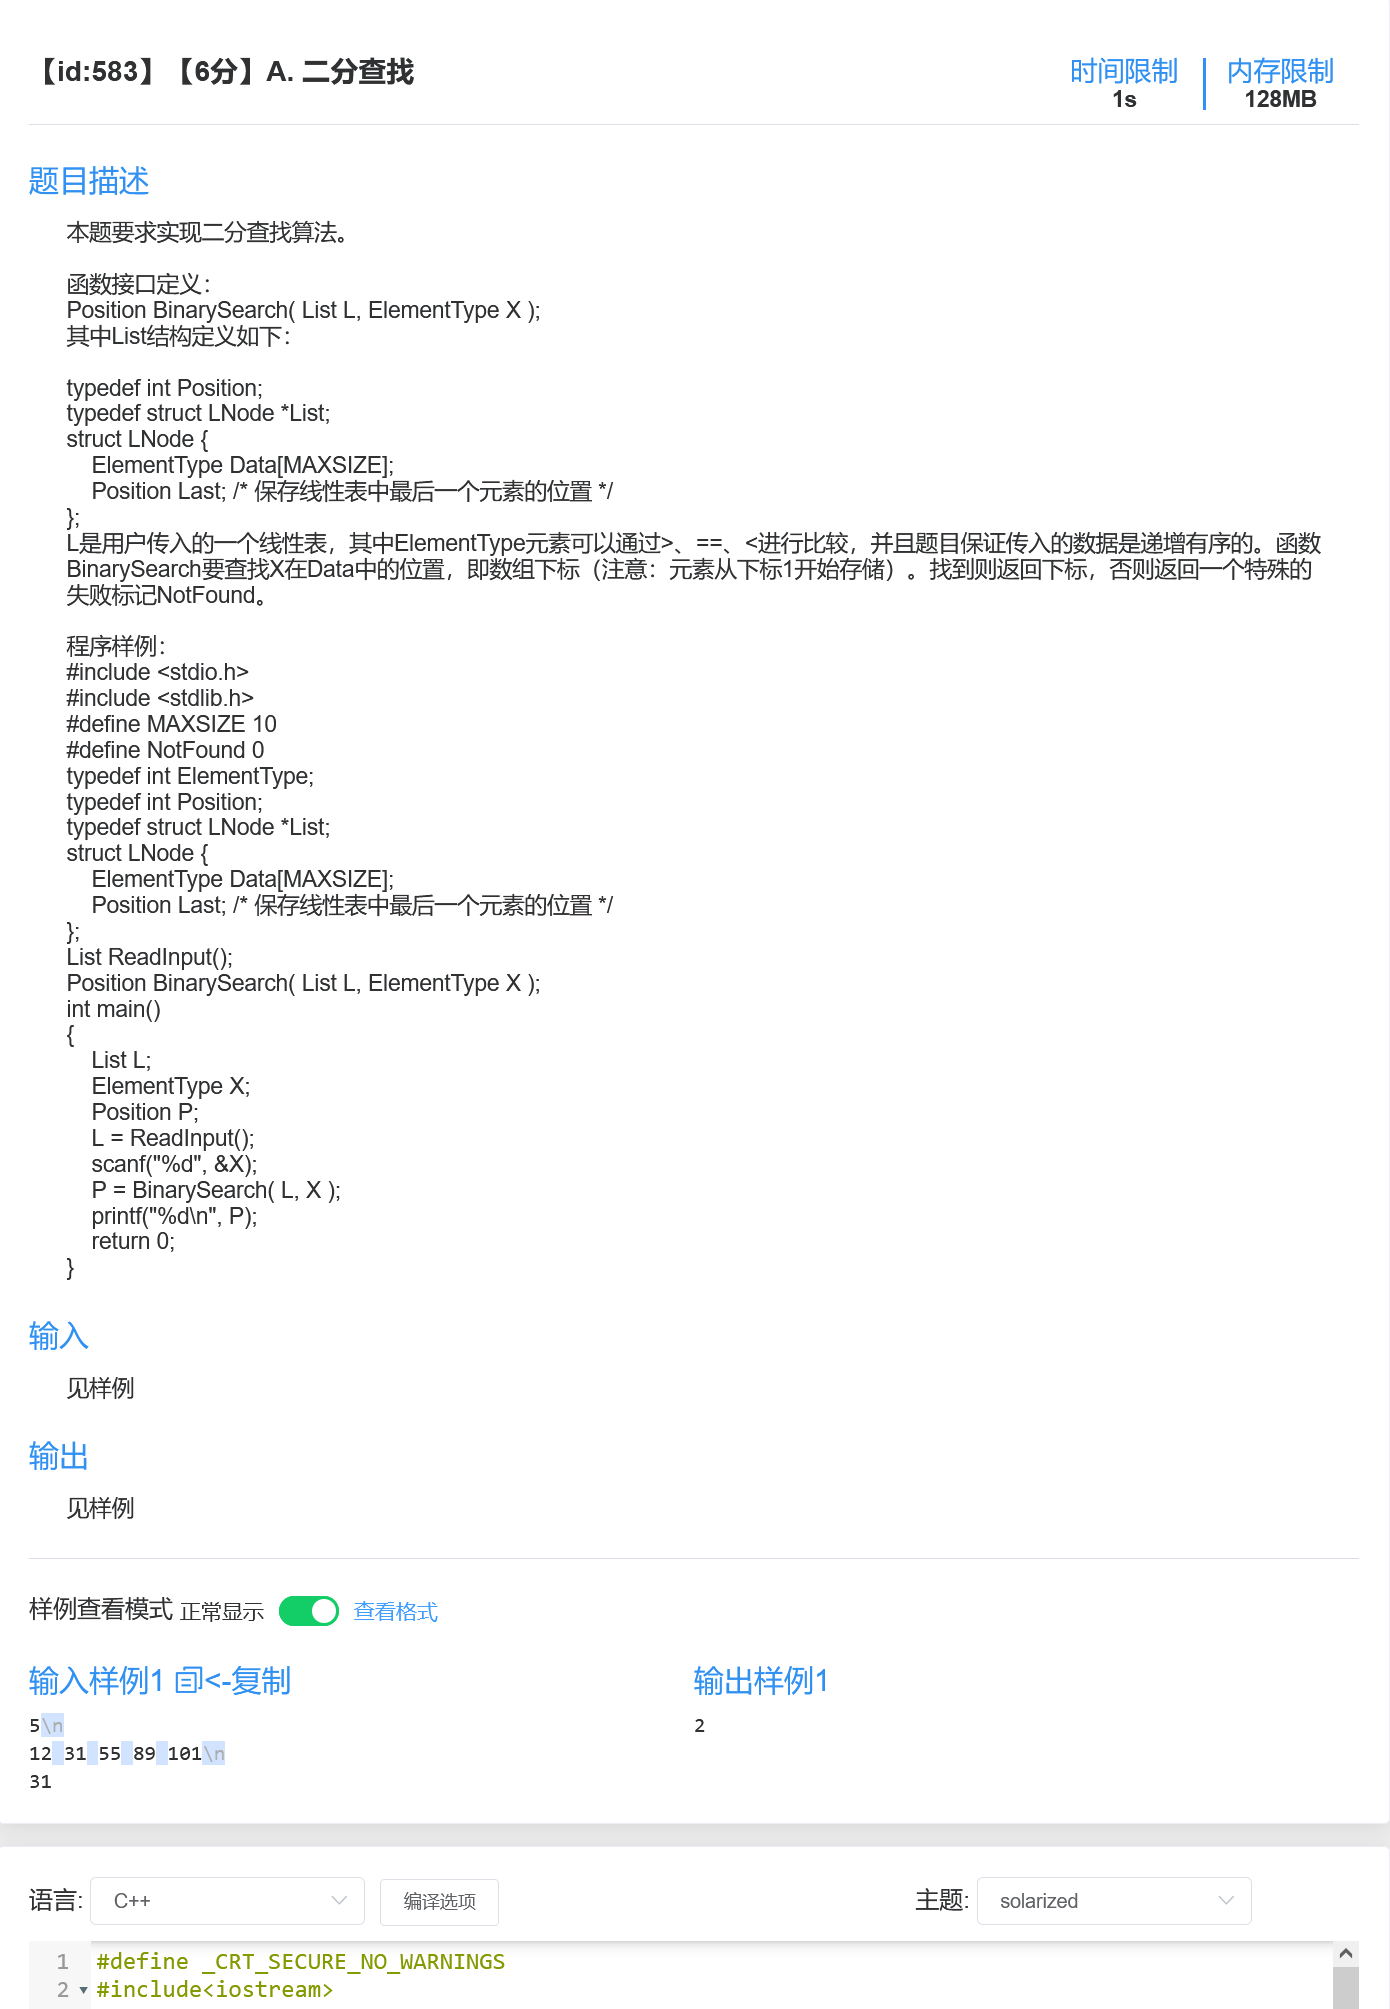 【id:583】【6分】A. 二分查找
时间限制
1s
内存限制
128MB
题目描述
本题要求实现二分查找算法。
函数接口定义：
Position BinarySearch( List L, ElementType X );
其中List结构定义如下：
typedef int Position;
typedef struct LNode *List;
struct LNode {
ElementType Data[MAXSIZE];
Position Last; /* 保存线性表中最后一个元素的位置 */
};
L是用户传入的一个线性表，其中ElementType元素可以通过>、==、<进行比较，并且题目保证传入的数据是递增有序的。函数
BinarySearch要查找X在Data中的位置，即数组下标（注意：元素从下标1开始存储）。找到则返回下标，否则返回一个特殊的
失败标记NotFound。
程序样例：
#include <stdio.h>
#include <stdlib.h>
#define MAXSIZE 10
#define NotFound 0
typedef int ElementType;
typedef int Position;
typedef struct LNode *List;
struct LNode {
ElementType Data[MAXSIZE];
Position Last; /* 保存线性表中最后一个元素的位置 */
};
List ReadInput();
Position BinarySearch( List L, ElementType X );
int main()
{
List L;
ElementType X;
Position P;
L = ReadInput();
scanf("%d", &X);
P = BinarySearch( L, X );
printf("%d\n", P);
return 0;
}
输入
见样例
输出
见样例
样例查看模式 正常显示 查看格式
输入样例1 <-复制
5\n
12 31 55 89 101\n
31
输出样例1
2
语言: C++ 编译选项 主题: solarized
1 #define _CRT_SECURE_NO_WARNINGS
2 #include<iostream>